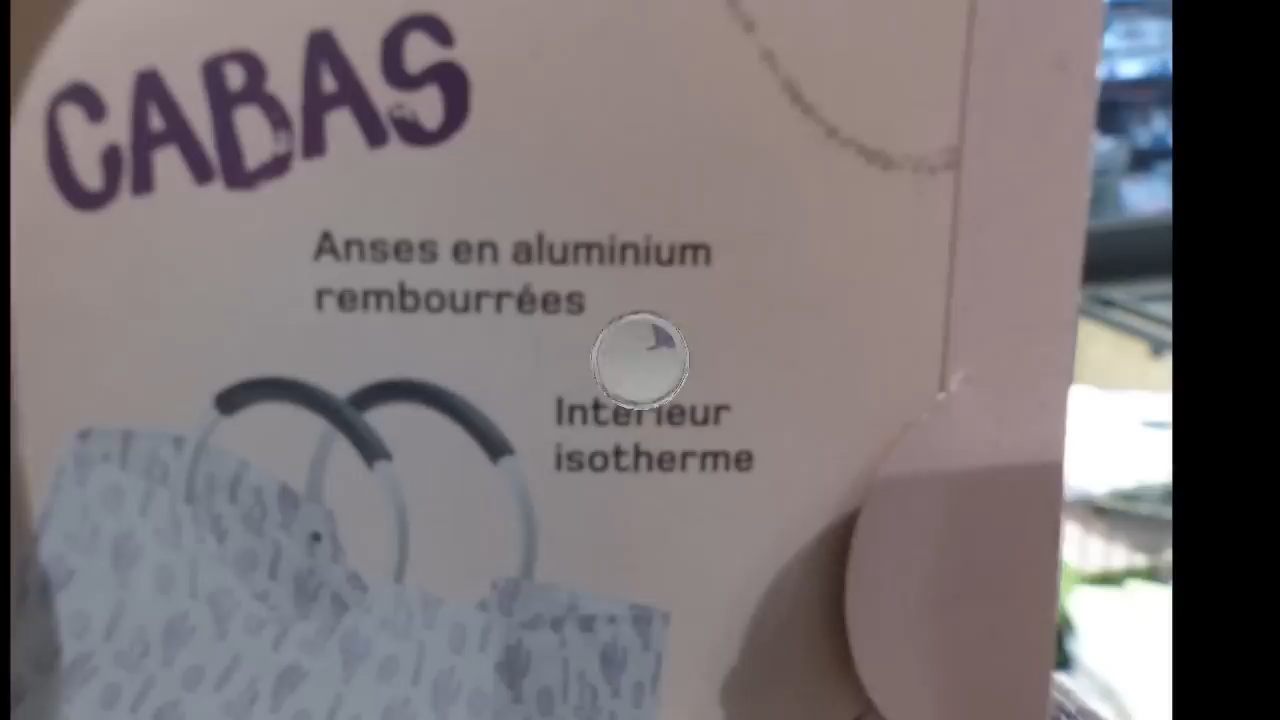 CABAS
Anses en aluminium
rembourrées
Intérieur
isotherme